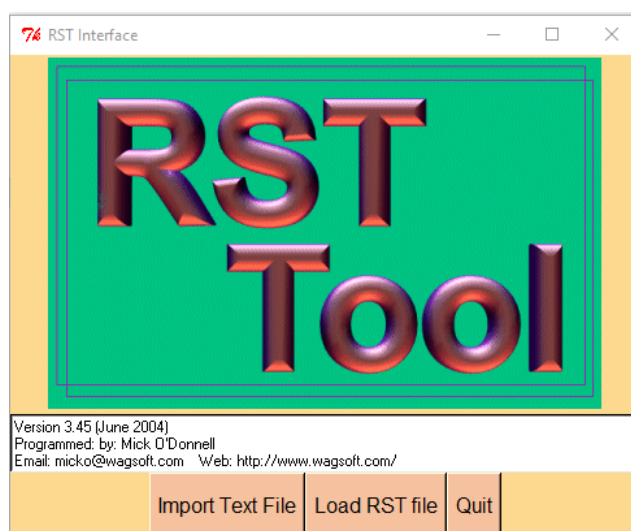 7k RST Interface
RST
Tool
Version 3.45 (June 2004)
Programmed: by: Mick O'Donnell
Email: micko@wagsoft.com Web: http://www.wagsoft.com/
Import Text File Load RST file Quit